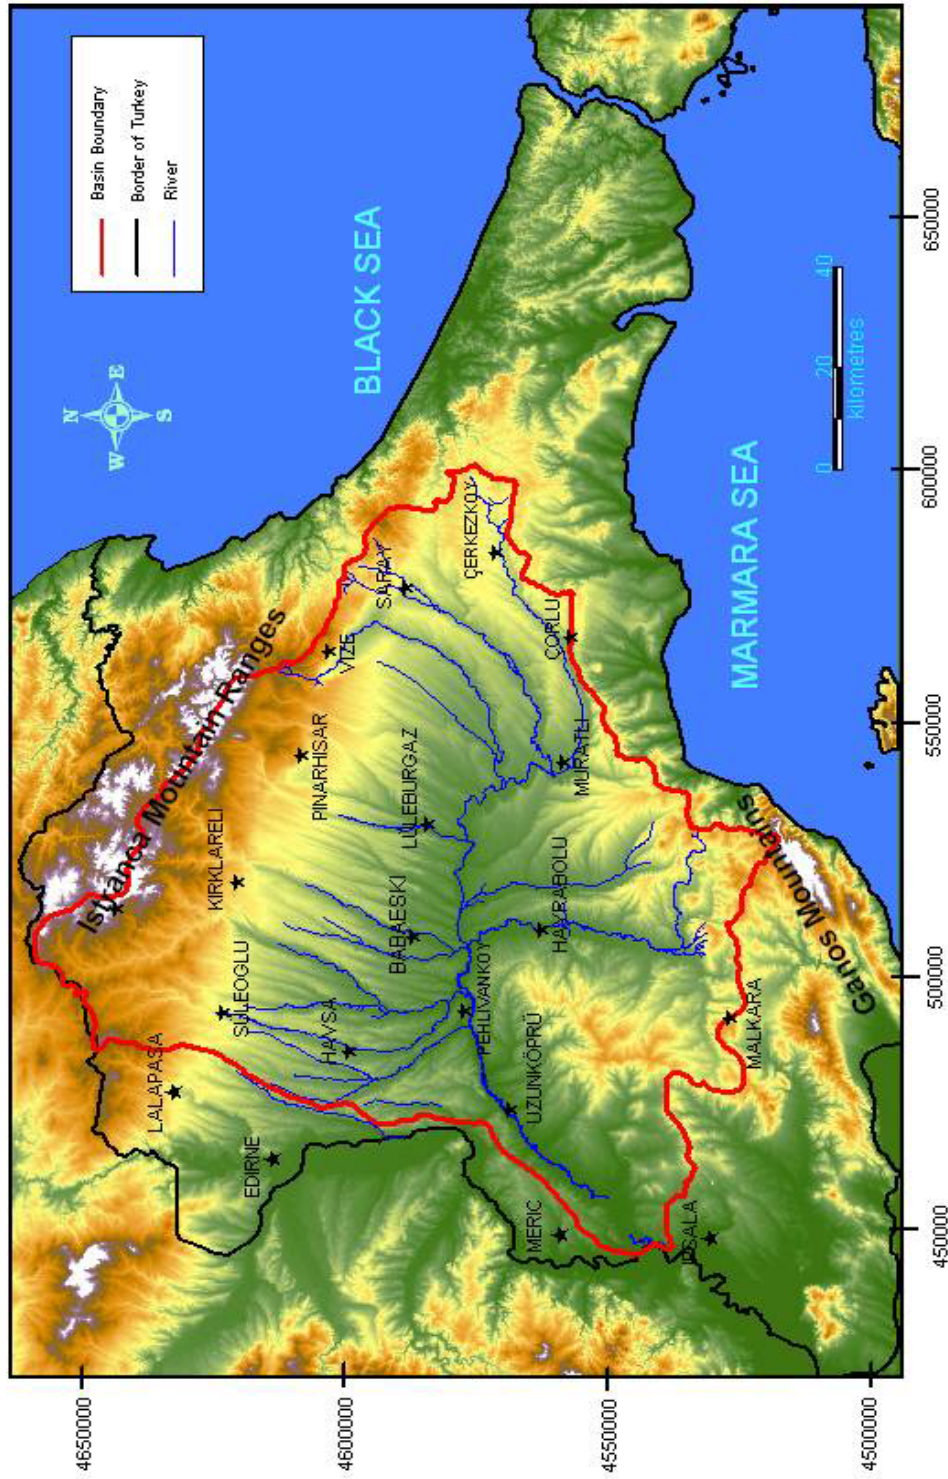 N
W E
S
Basin Boundary
Border of Turkey
River
4650000
4600000
4550000
4500000
Istranca Mountain Ranges
BLACK SEA
LALAPASA
SULEOGLU
KIRKLARELI
EDIRNE
PINARHISAR
VIZE
HAVSA
SARAY
BABAESKI
LULEBURGAZ
ÇERKEZKOY
PEHLIVANKOY
UZUNKÖPRÜ
MERIC
HAYRABOLU
MURATLI
ÇORLU
IPSALA
MALKARA
Ganos Mountains
MARMARA SEA
0 20 40
kilometres
450000 500000 550000 600000 650000